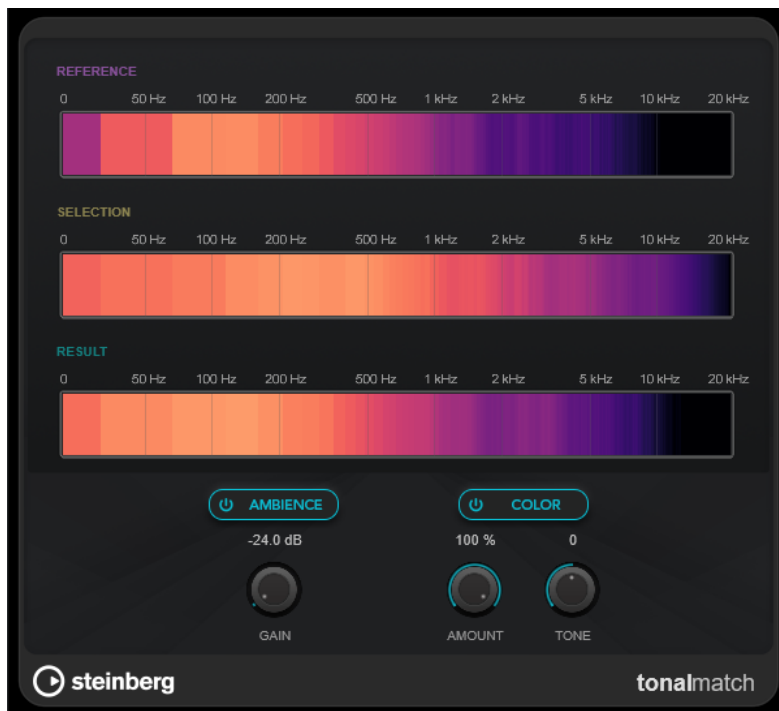 REFERENCE
0 50 Hz 100 Hz 200 Hz 500 Hz 1 kHz 2 kHz 5 kHz 10 kHz 20 kHz
SELECTION
0 50 Hz 100 Hz 200 Hz 500 Hz 1 kHz 2 kHz 5 kHz 10 kHz 20 kHz
RESULT
0 50 Hz 100 Hz 200 Hz 500 Hz 1 kHz 2 kHz 5 kHz 10 kHz 20 kHz
AMBIENCE COLOR
-24.0 dB 100 % 0
GAIN AMOUNT TONE
steinberg tonalmatch